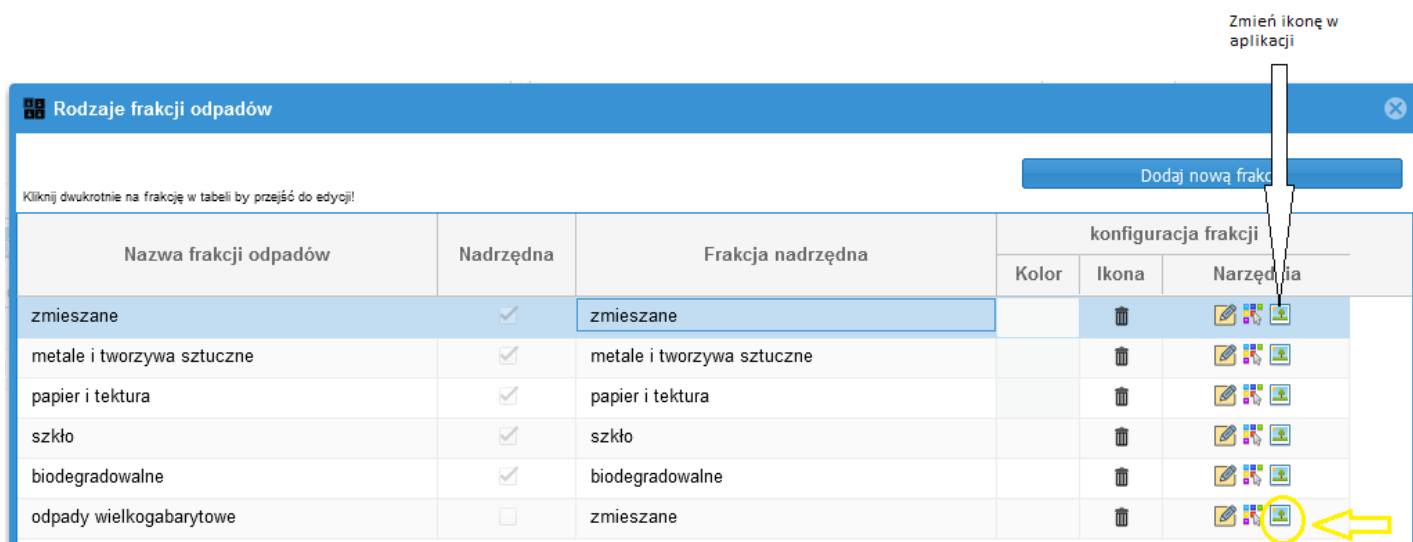 Zmień ikonę w
aplikacji
Rodzaje frakcji odpadów
Dodaj nową frakc
Kliknij dwukrotnie na frakcję w tabeli by przejść do edycji!
Nazwa frakcji odpadów Nadrzędna Frakcja nadrzędna konfiguracja frakcji
Kolor Ikona Narzędzia
zmieszane zmieszane
metale i tworzywa sztuczne metale i tworzywa sztuczne
papier i tektura papier i tektura
szkło szkło
biodegradowalne biodegradowalne
odpady wielkogabarytowe zmieszane